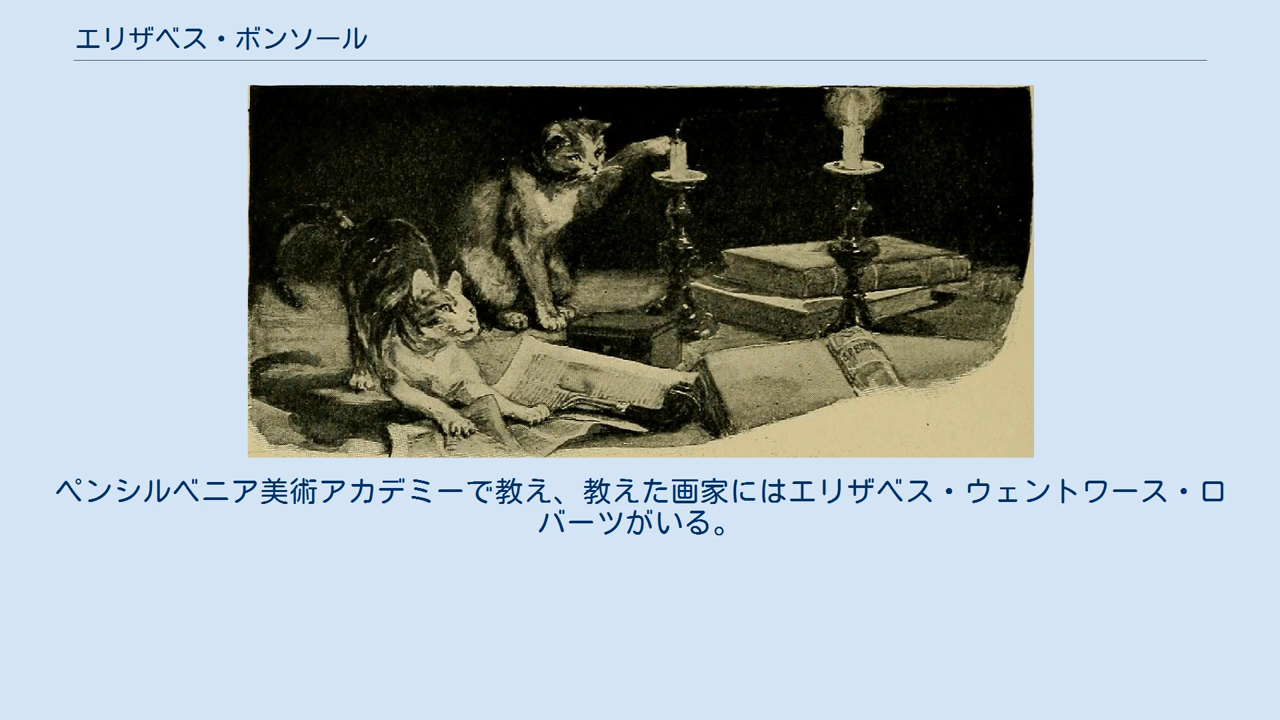 エリザベス・ボンソール
ペンシルベニア美術アカデミーで教え、教えた画家にはエリザベス・ウェントワース・ロ
バーツがいる。